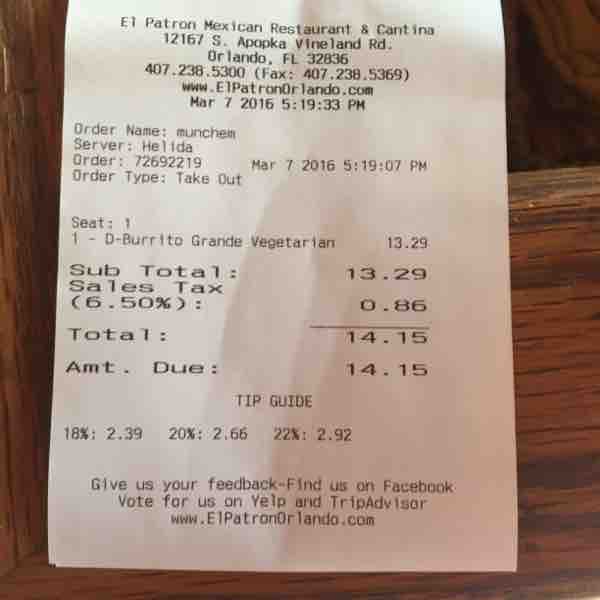 El Patron Mexican Restaurant & Cantina
12167 S. Apopka Vineland Rd.
Orlando, FL 32836
407.238.5300 (Fax: 407.238.5369)
www.ElPatronOrlando.com
Mar 7 2016 5:19:33 PM
Order Name: munchem
Server: Helida
Order: 72692219 Mar 7 2016 5:19:07 PM
Order Type: Take Out
Seat: 1
1 - D-Burrito Grande Vegetarian 13.29
Sub Total: 13.29
Sales Tax
(6.50%): 0.86
Total: 14.15
Amt. Due: 14.15
TIP GUIDE
18%: 2.39 20%: 2.66 22%: 2.92
Give us your feedback-Find us on Facebook
Vote for us on Yelp and TripAdvisor
www.ElPatronOrlando.com